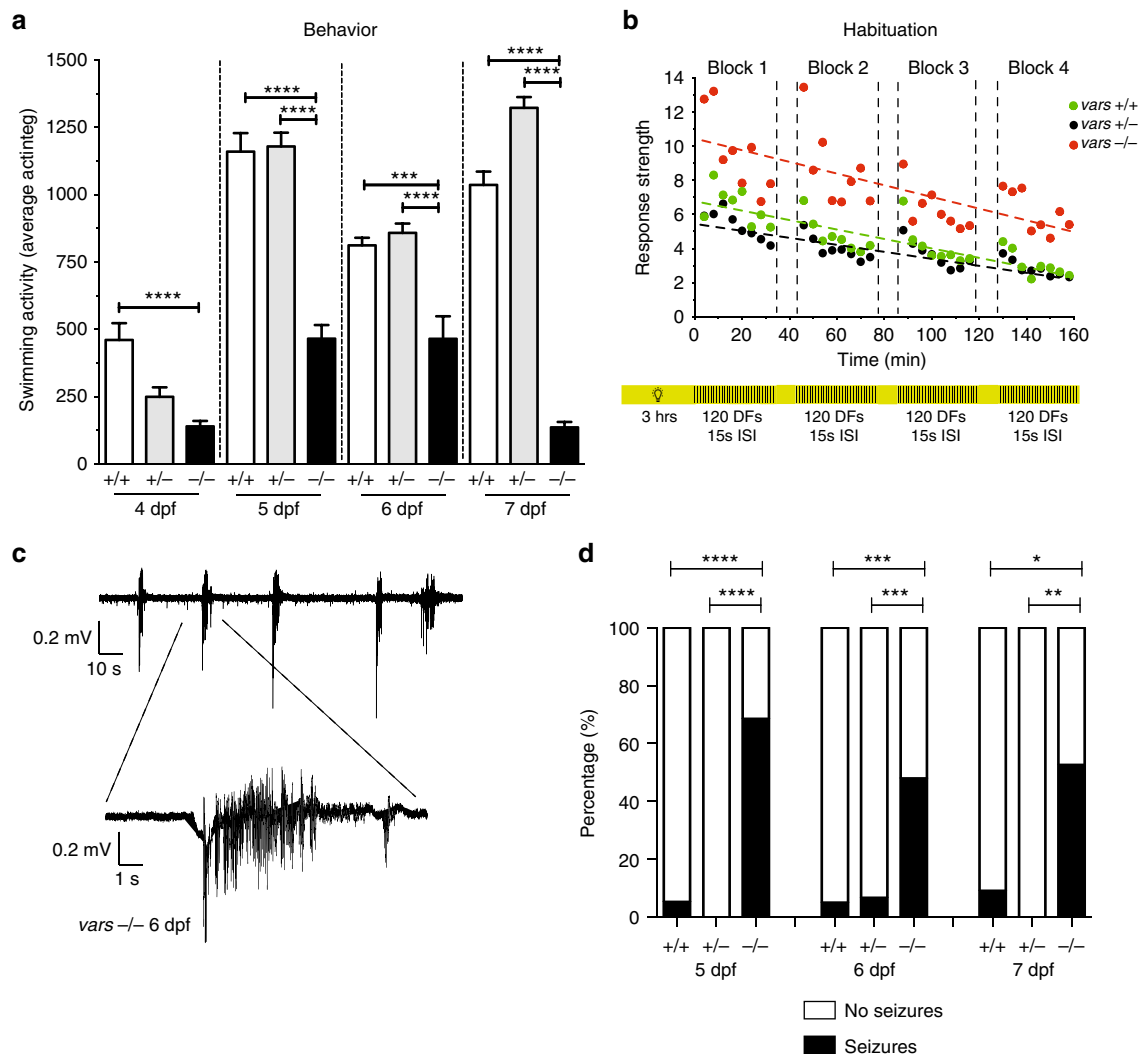 a
Behavior
Swimming activity (average actinteg)
1500
1250
1000
750
500
250
0
****
****
****
***
****
****
****
+/+ +/– –/– +/+ +/– –/– +/+ +/– –/– +/+ +/– –/–
4 dpf 5 dpf 6 dpf 7 dpf
b
Habituation
Block 1 Block 2 Block 3 Block 4
Response strength
14
12
10
8
6
4
2
0
0 20 40 60 80 100 120 140 160
Time (min)
vars +/+
vars +/–
vars –/–
3 hrs
120 DFs 120 DFs 120 DFs 120 DFs
15s ISI 15s ISI 15s ISI 15s ISI
c
0.2 mV
10 s
0.2 mV
1 s
vars –/– 6 dpf
d
**** *** *
**** *** **
Percentage (%)
100
80
60
40
20
0
+/+ +/– –/– +/+ +/– –/– +/+ +/– –/–
5 dpf 6 dpf 7 dpf
No seizures
Seizures